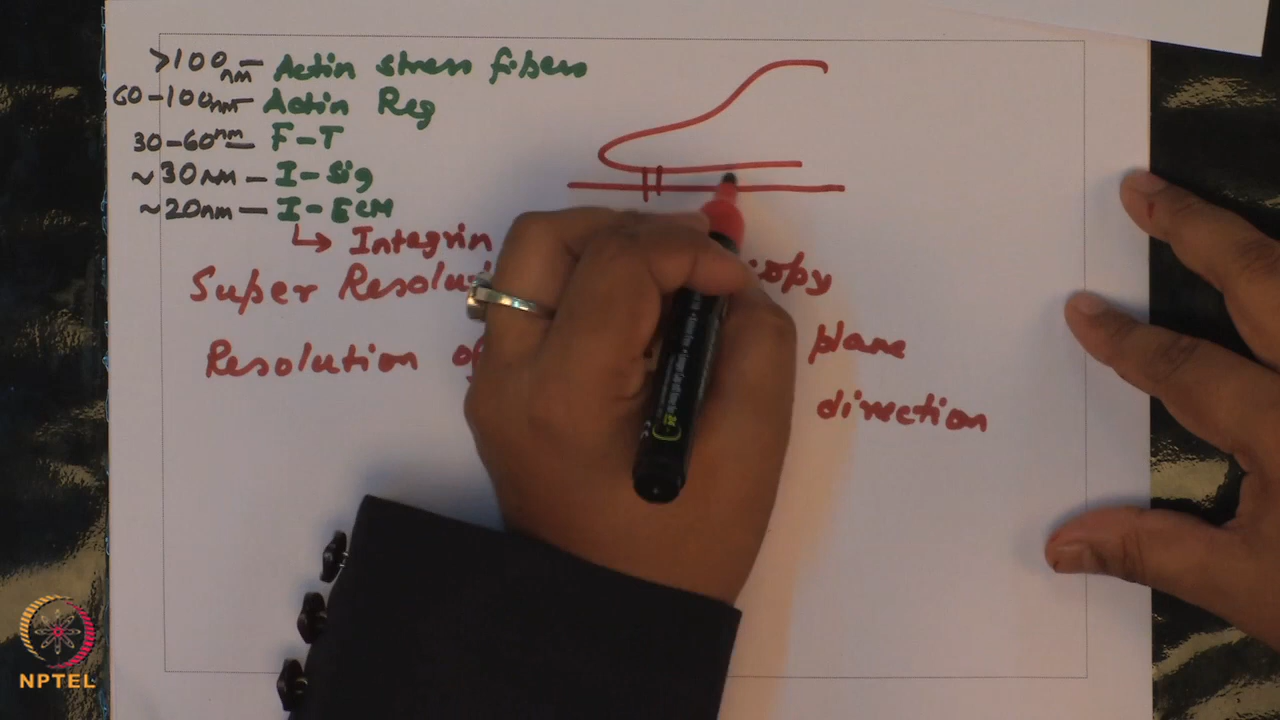 >100nm — Actin stress fibers
60-100nm — Actin Reg
30-60nm — F-T
~30nm — I-Sig
~20nm — I-ECM
↳ Integrin
Super
Resolution plane
direction
NPTEL